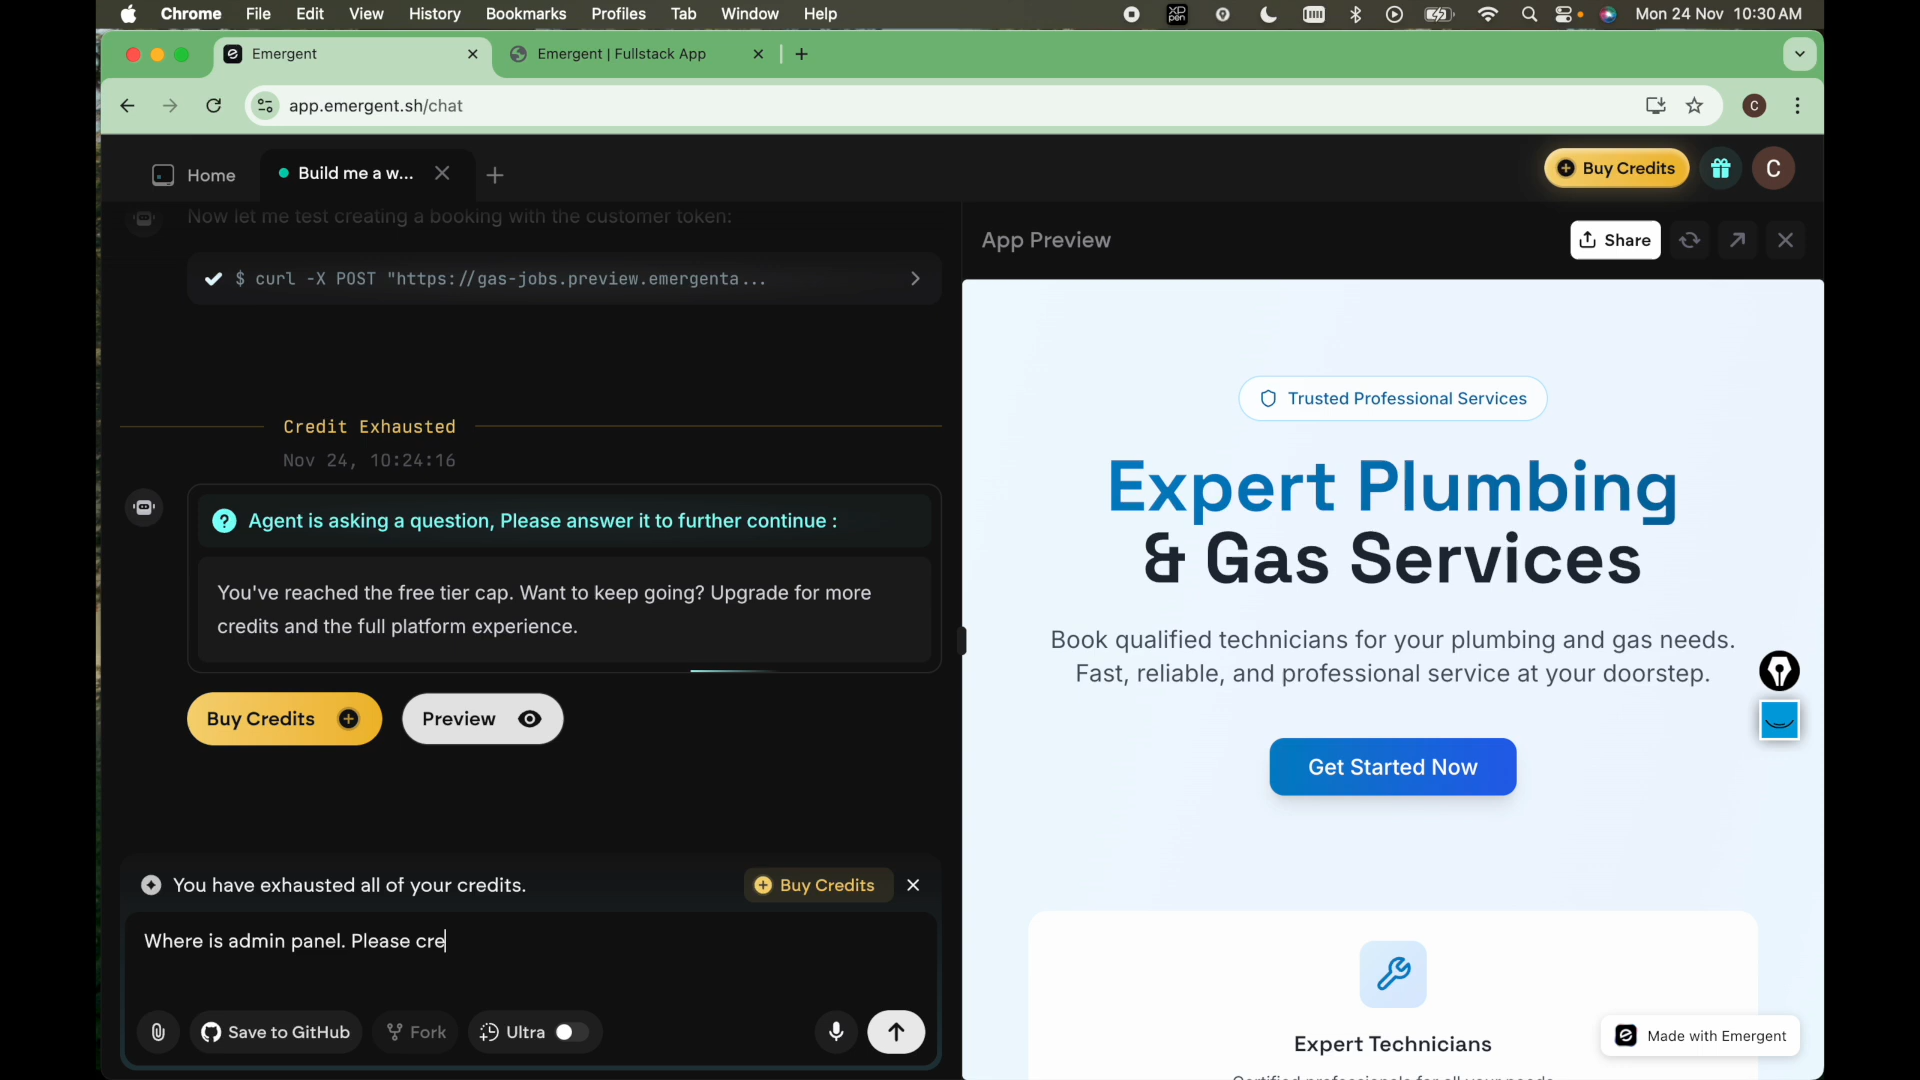 Chrome File Edit View History Bookmarks Profiles Tab Window Help
XP
PEN
Mon 24 Nov 10:30 AM
Emergent
Emergent | Fullstack App
app.emergent.sh/chat
C
Home
Build me a w...
Buy Credits
C
Now let me test creating a booking with the customer token:
$ curl -X POST "https://gas-jobs.preview.emergenta...
Credit Exhausted
Nov 24, 10:24:16
? Agent is asking a question, Please answer it to further continue :
You've reached the free tier cap. Want to keep going? Upgrade for more
credits and the full platform experience.
Buy Credits
Preview
You have exhausted all of your credits.
Buy Credits
Where is admin panel. Please cre
Save to GitHub
Fork
Ultra
App Preview
Share
Trusted Professional Services
Expert Plumbing
& Gas Services
Book qualified technicians for your plumbing and gas needs.
Fast, reliable, and professional service at your doorstep.
Get Started Now
Expert Technicians
Made with Emergent